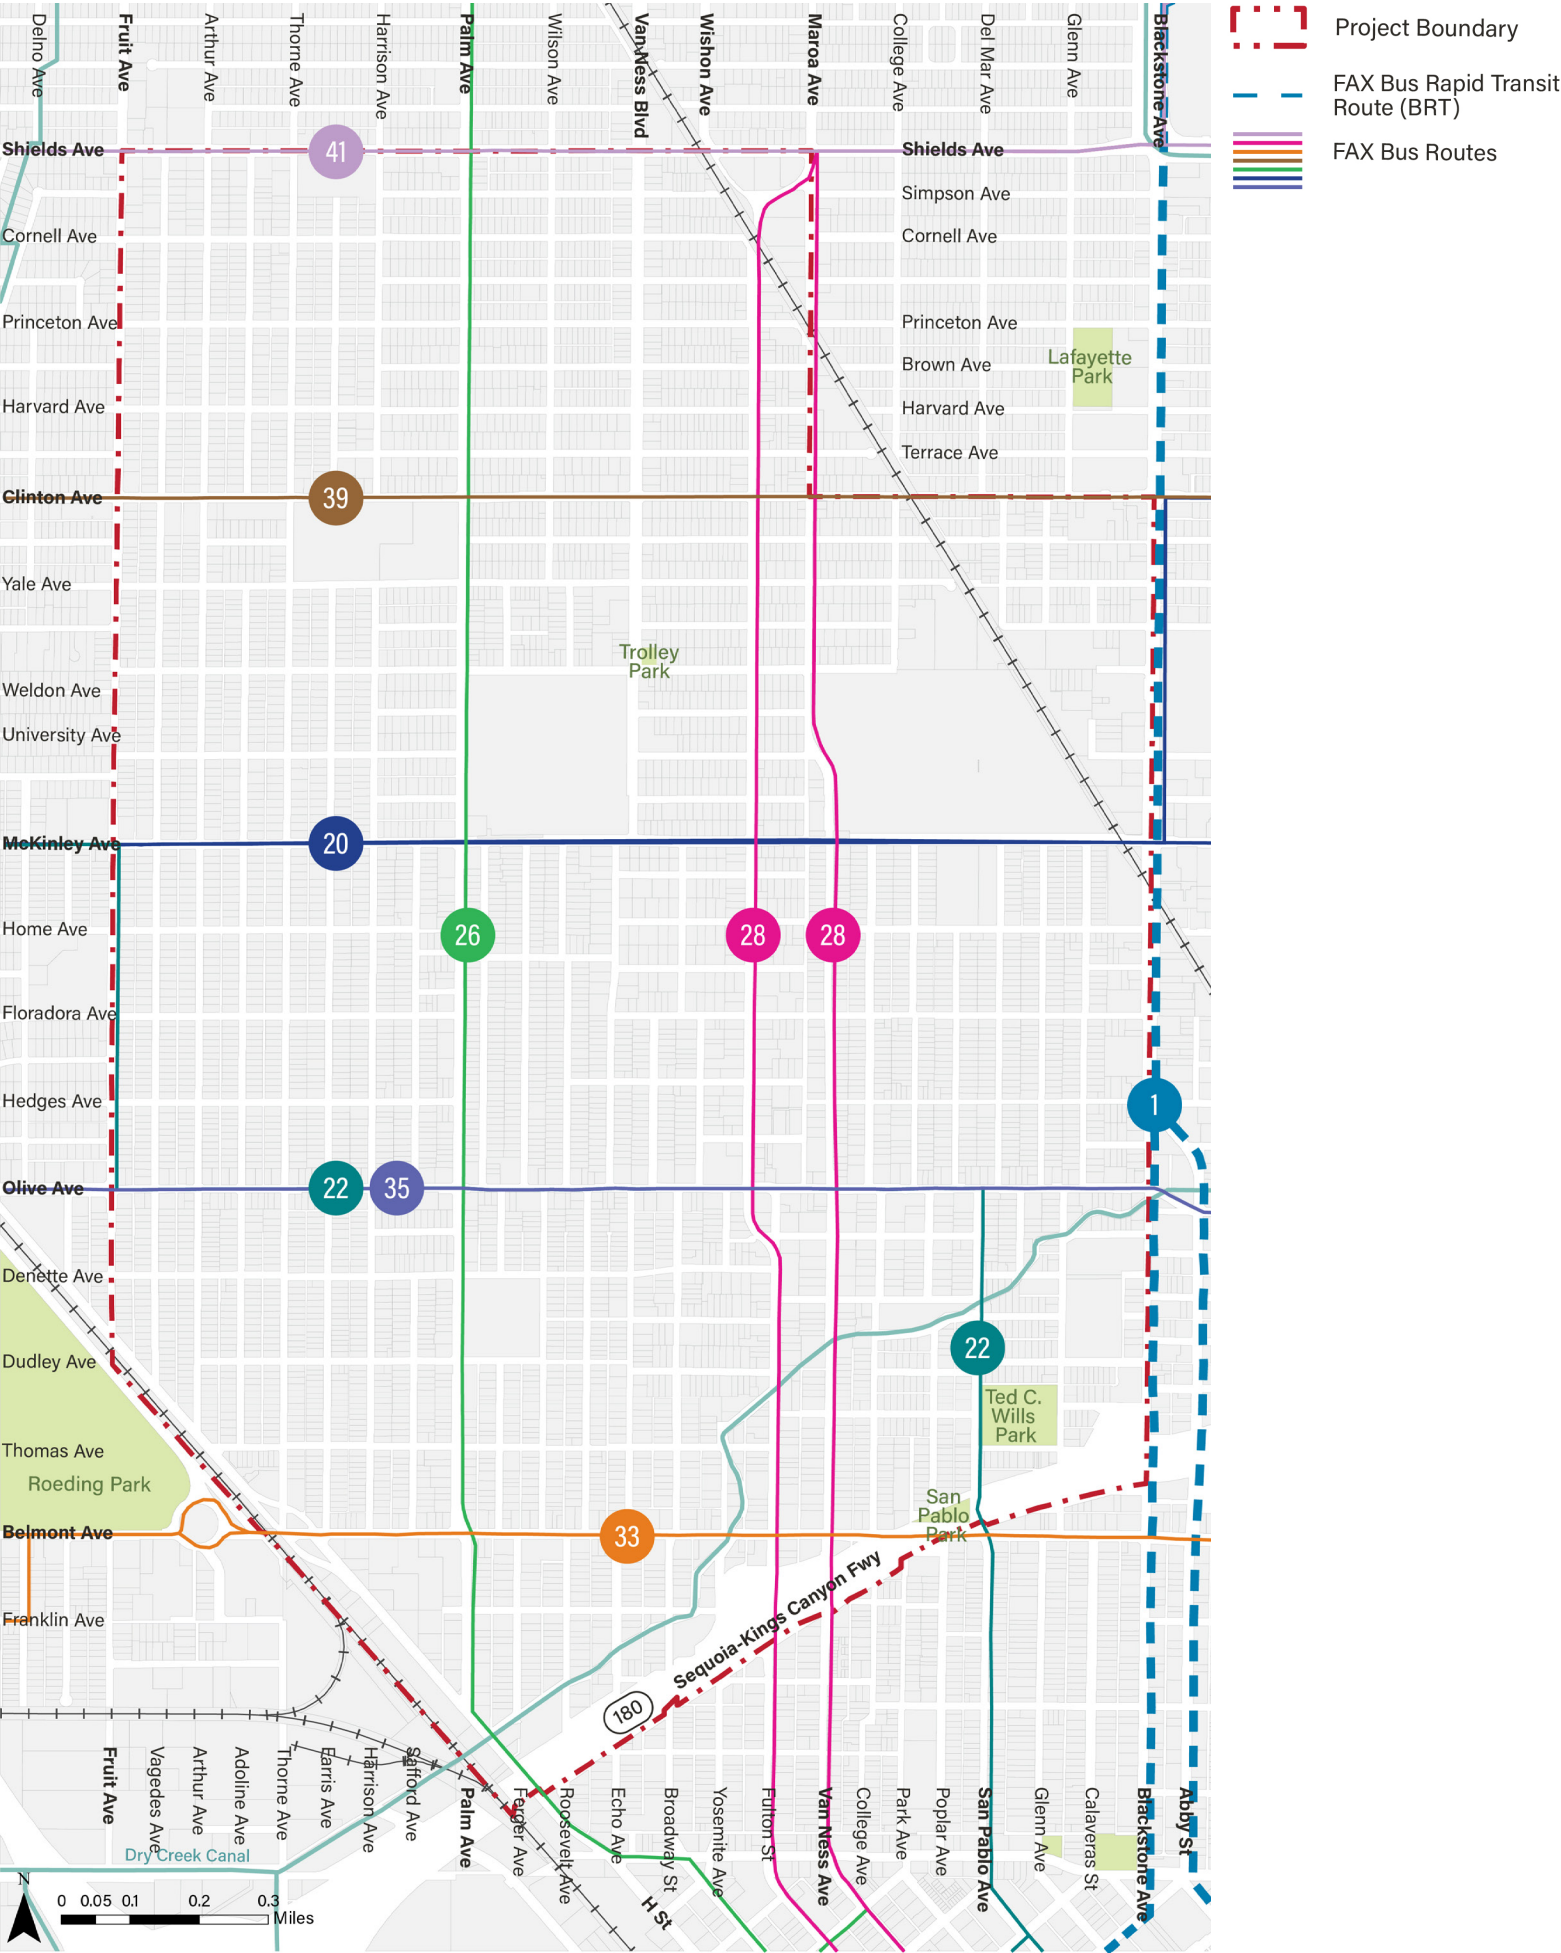 Delno Ave
Fruit Ave
Arthur Ave
Thorne Ave
Harrison Ave
Palm Ave
Wilson Ave
Van Ness Blvd
Wishon Ave
Maroa Ave
College Ave
Del Mar Ave
Glenn Ave
Blackstone Ave
Project Boundary
FAX Bus Rapid Transit
Route (BRT)
FAX Bus Routes
Shields Ave
41
Shields Ave
Simpson Ave
Cornell Ave
Cornell Ave
Princeton Ave
Princeton Ave
Brown Ave
Lafayette
Park
Harvard Ave
Harvard Ave
Terrace Ave
Clinton Ave
39
Yale Ave
Trolley
Park
Weldon Ave
University Ave
McKinley Ave
20
Home Ave
26
28
28
Floradora Ave
Hedges Ave
1
Olive Ave
22
35
Denette Ave
22
Dudley Ave
Ted C.
Wills
Park
Thomas Ave
Roeding Park
San
Pablo
Park
Belmont Ave
33
Sequoia-Kings Canyon Fwy
Franklin Ave
180
Fruit Ave
Vagedes Ave
Arthur Ave
Adoline Ave
Thorne Ave
Farris Ave
Harrison Ave
Safford Ave
Palm Ave
Ferger Ave
Roosevelt Ave
Echo Ave
Broadway St
Yosemite Ave
Fulton St
Van Ness Ave
College Ave
Park Ave
Poplar Ave
San Pablo Ave
Glenn Ave
Calaveras St
Blackstone Ave
Abby St
Dry Creek Canal
H St
N
0 0.05 0.1 0.2 0.3
Miles